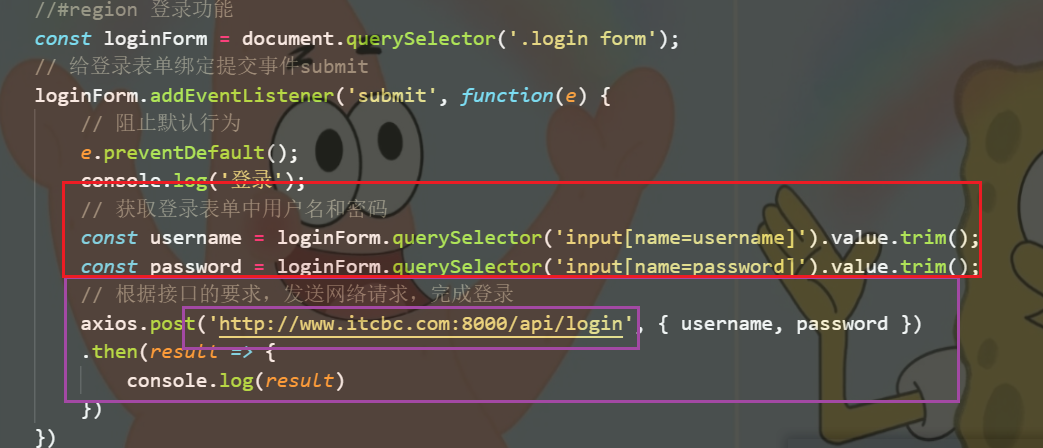 //#region 登录功能
const loginForm = document.querySelector('.login form');
// 给登录表单绑定提交事件submit
loginForm.addEventListener('submit', function(e) {
// 阻止默认行为
e.preventDefault();
console.log('登录');
// 获取登录表单中用户名和密码
const username = loginForm.querySelector('input[name=username]').value.trim();
const password = loginForm.querySelector('input[name=password]').value.trim();
// 根据接口的要求，发送网络请求，完成登录
axios.post('http://www.itcbc.com:8000/api/login', { username, password })
.then(result => {
console.log(result)
})
})